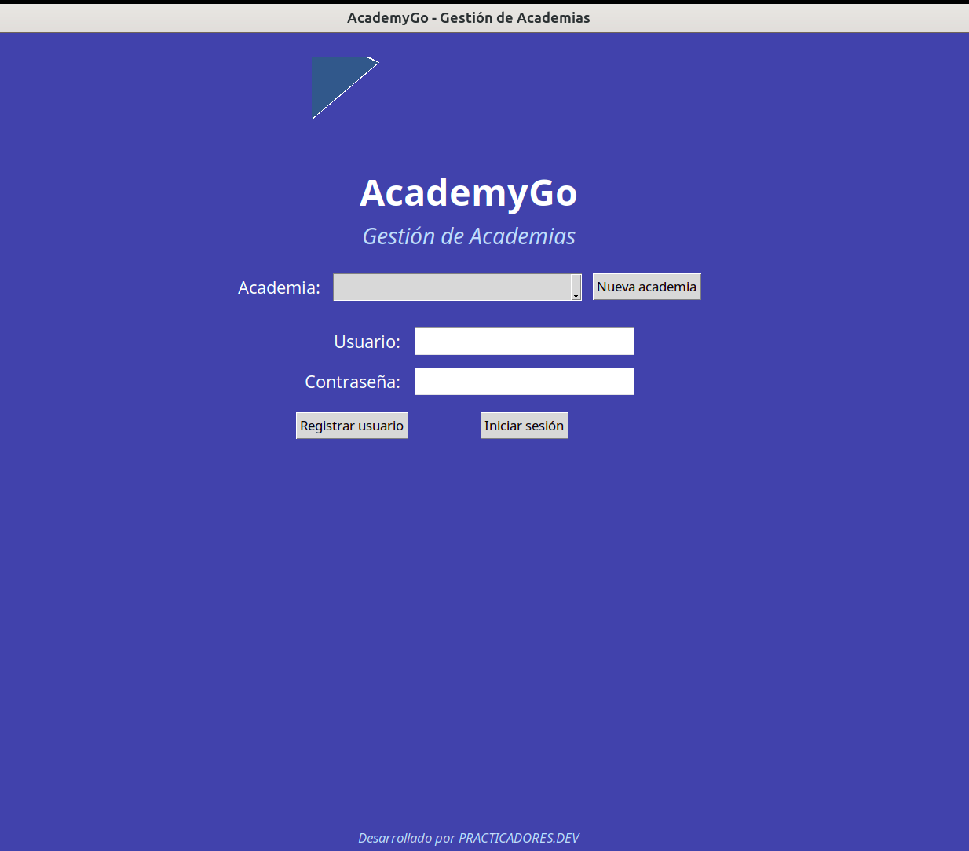 AcademyGo - Gestión de Academias
AcademyGo
Gestión de Academias
Academia:
Nueva academia
Usuario:
Contraseña:
Registrar usuario
Iniciar sesión
Desarrollado por PRACTICADORES.DEV